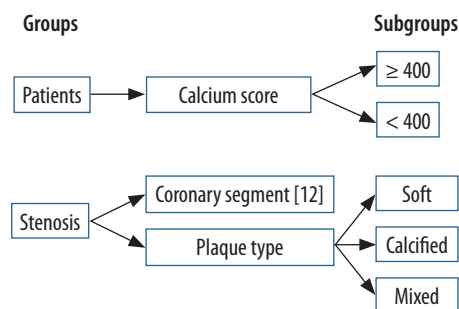 Groups
Subgroups
Patients
Calcium score
≥ 400
< 400
Stenosis
Coronary segment [12]
Plaque type
Soft
Calcified
Mixed